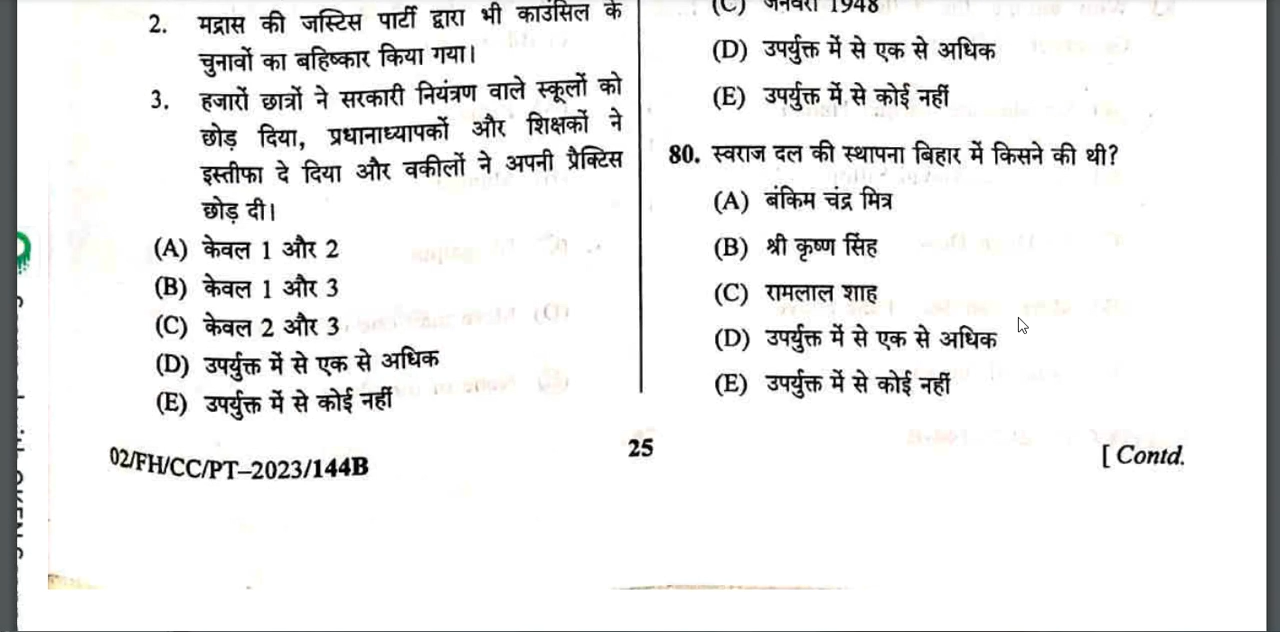 2. मद्रास की जस्टिस पार्टी द्वारा भी काउंसिल के
चुनावों का बहिष्कार किया गया।
3. हजारों छात्रों ने सरकारी नियंत्रण वाले स्कूलों को
छोड़ दिया, प्रधानाध्यापकों और शिक्षकों ने
इस्तीफा दे दिया और वकीलों ने अपनी प्रैक्टिस
छोड़ दी।
(A) केवल 1 और 2
(B) केवल 1 और 3
(C) केवल 2 और 3
(D) उपर्युक्त में से एक से अधिक
(E) उपर्युक्त में से कोई नहीं
(C) जनवरी 1948
(D) उपर्युक्त में से एक से अधिक
(E) उपर्युक्त में से कोई नहीं
80. स्वराज दल की स्थापना बिहार में किसने की थी?
(A) बंकिम चंद्र मित्र
(B) श्री कृष्ण सिंह
(C) रामलाल शाह
(D) उपर्युक्त में से एक से अधिक
(E) उपर्युक्त में से कोई नहीं
02/FH/CC/PT–2023/144B
25
[ Contd.